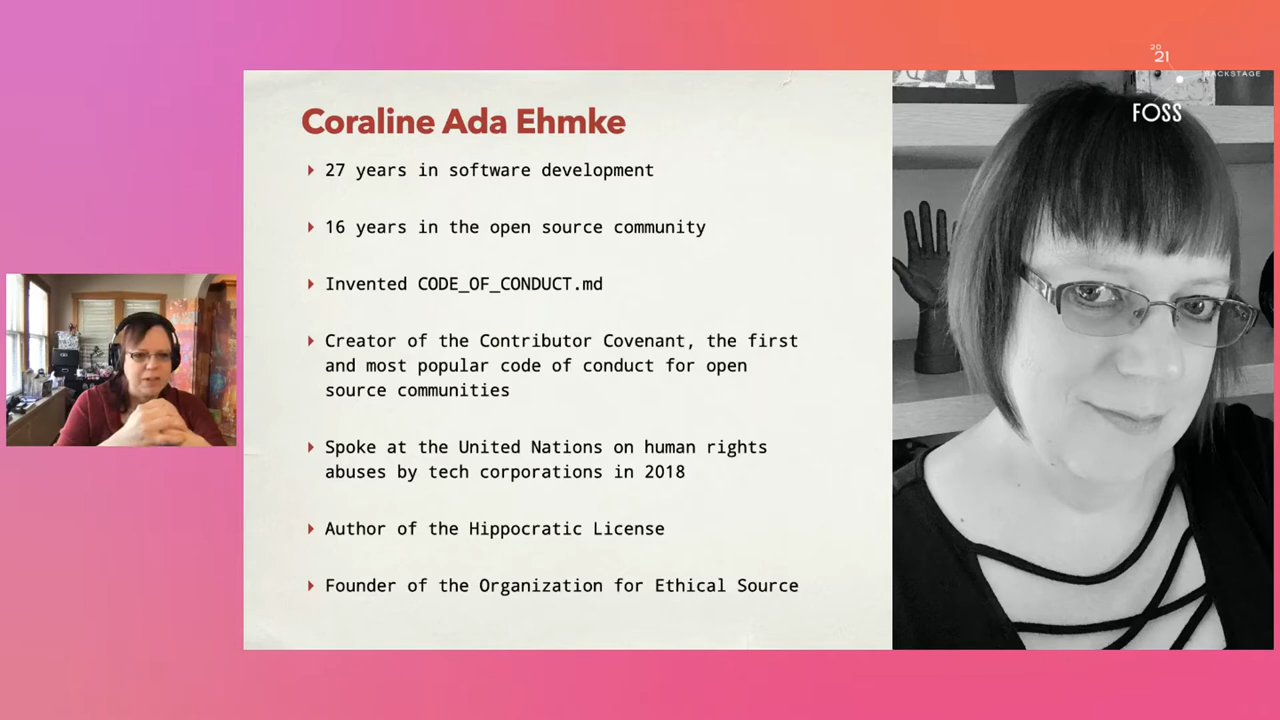 20
21
BACKSTAGE
FOSS
Coraline Ada Ehmke
27 years in software development
16 years in the open source community
Invented CODE_OF_CONDUCT.md
Creator of the Contributor Covenant, the first
and most popular code of conduct for open
source communities
Spoke at the United Nations on human rights
abuses by tech corporations in 2018
Author of the Hippocratic License
Founder of the Organization for Ethical Source